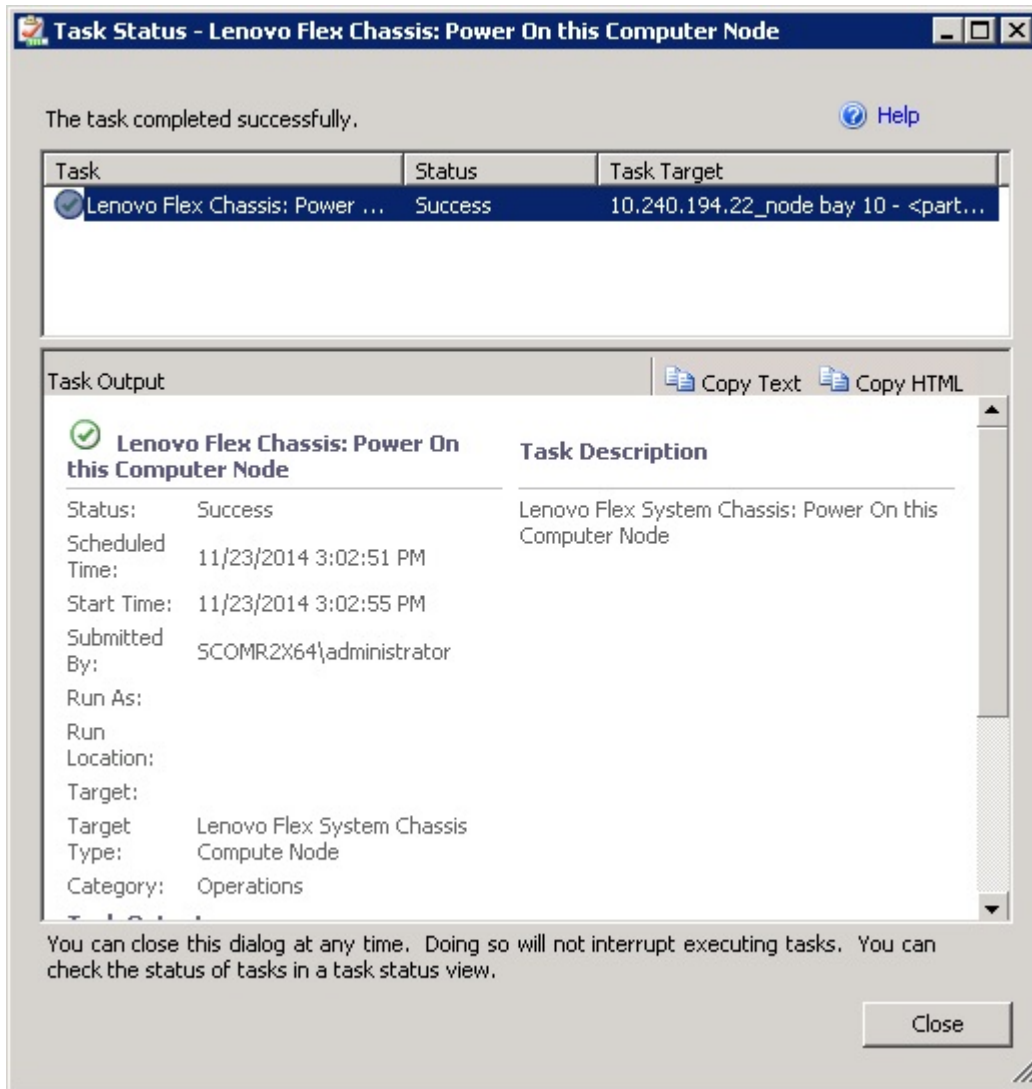 Task Status - Lenovo Flex Chassis: Power On this Computer Node
The task completed successfully.
Help
Task Status Task Target
Lenovo Flex Chassis: Power ... Success 10.240.194.22_node bay 10 - <part...
Task Output
Copy Text Copy HTML
Lenovo Flex Chassis: Power On
this Computer Node
Task Description
Lenovo Flex System Chassis: Power On this
Computer Node
Status: Success
Scheduled
Time: 11/23/2014 3:02:51 PM
Start Time: 11/23/2014 3:02:55 PM
Submitted
By: SCOMR2X64\administrator
Run As:
Run
Location:
Target:
Target Lenovo Flex System Chassis
Type: Compute Node
Category: Operations
You can close this dialog at any time. Doing so will not interrupt executing tasks. You can
check the status of tasks in a task status view.
Close